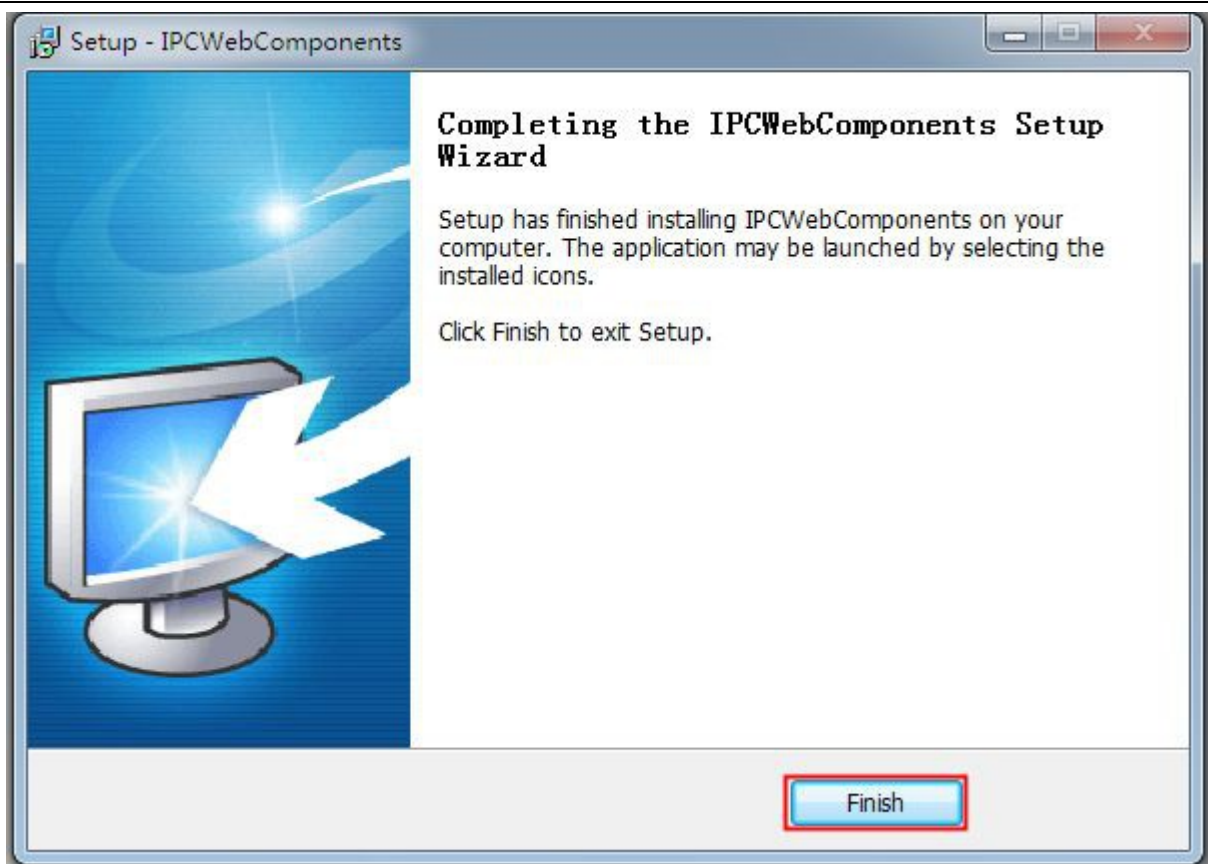 Setup - IPCWebComponents
Completing the IPCWebComponents Setup
Wizard
Setup has finished installing IPCWebComponents on your
computer. The application may be launched by selecting the
installed icons.
Click Finish to exit Setup.
Finish